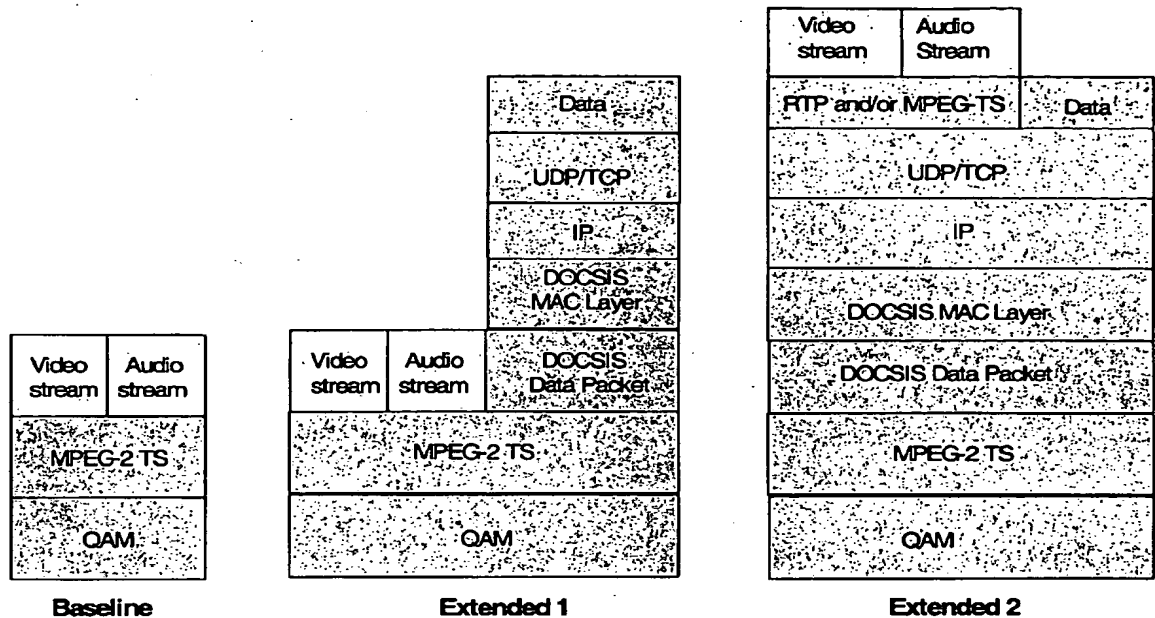 Video stream
Audio stream
MPEG-2 TS
QAM
Baseline
Data
UDP/TCP
IP
DOCSIS
MAC Layer
Video stream
Audio stream
DOCSIS
Data Packet
MPEG-2 TS
QAM
Extended 1
Video stream
Audio Stream
RTP and/or MPEG-TS
Data
UDP/TCP
IP
DOCSIS MAC Layer
DOCSIS Data Packet
MPEG-2 TS
QAM
Extended 2